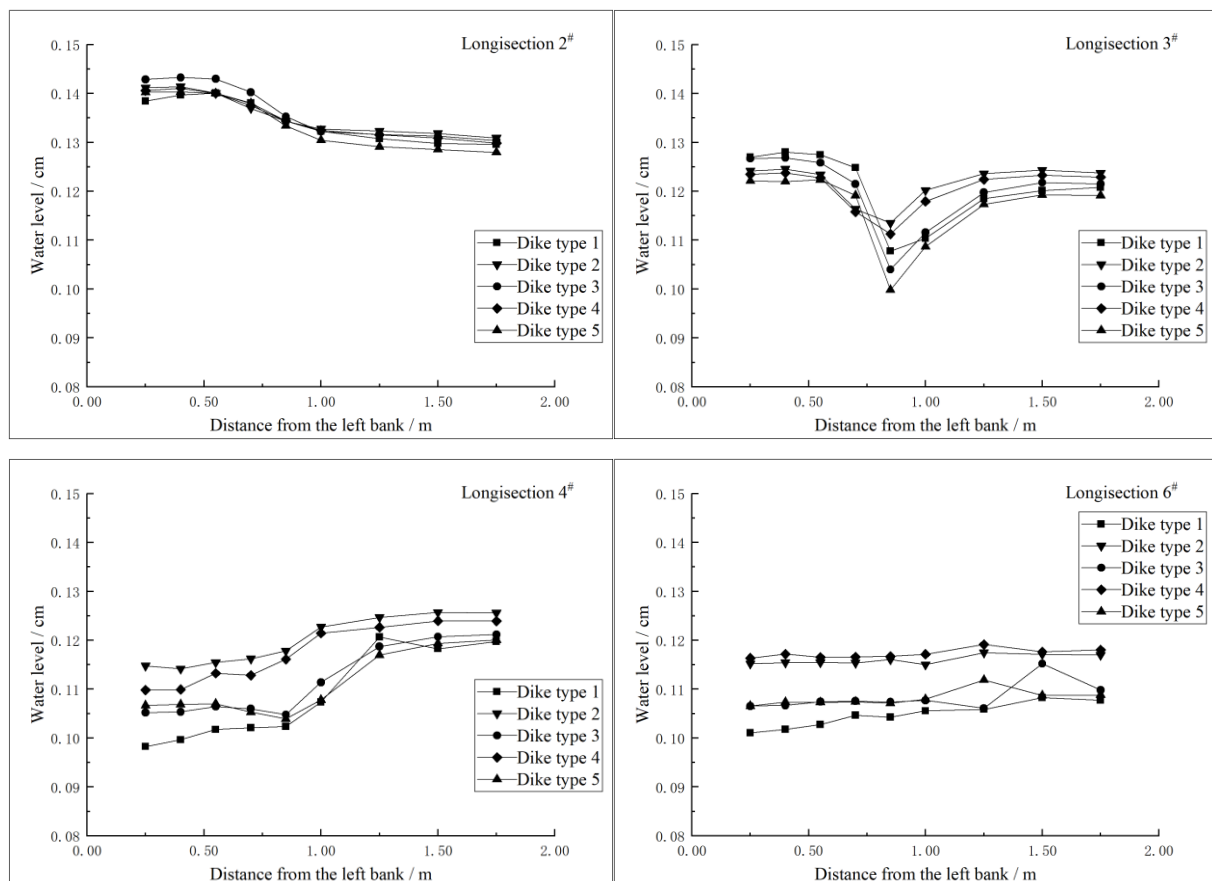 Longisection 2#
0.15
0.14
0.13
0.12
0.11
0.10
0.09
0.08
Water level / cm
Dike type 1
Dike type 2
Dike type 3
Dike type 4
Dike type 5
0.00 0.50 1.00 1.50 2.00
Distance from the left bank / m
Longisection 3#
0.15
0.14
0.13
0.12
0.11
0.10
0.09
0.08
Water level / cm
Dike type 1
Dike type 2
Dike type 3
Dike type 4
Dike type 5
0.00 0.50 1.00 1.50 2.00
Distance from the left bank / m
Longisection 4#
0.15
0.14
0.13
0.12
0.11
0.10
0.09
0.08
Water level / cm
Dike type 1
Dike type 2
Dike type 3
Dike type 4
Dike type 5
0.00 0.50 1.00 1.50 2.00
Distance from the left bank / m
Longisection 6#
0.15
0.14
0.13
0.12
0.11
0.10
0.09
0.08
Water level / cm
Dike type 1
Dike type 2
Dike type 3
Dike type 4
Dike type 5
0.00 0.50 1.00 1.50 2.00
Distance from the left bank / m